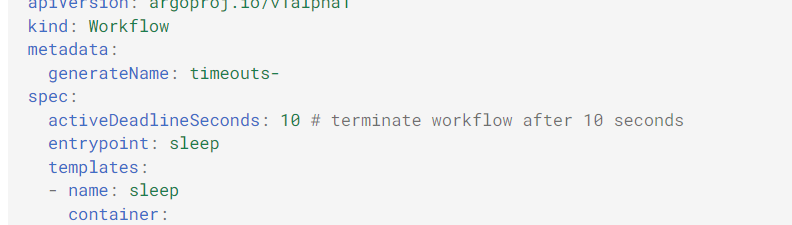 apiVersion: argoproj.io/v1alpha1
kind: Workflow
metadata:
  generateName: timeouts-
spec:
  activeDeadlineSeconds: 10 # terminate workflow after 10 seconds
  entrypoint: sleep
  templates:
  - name: sleep
    container: